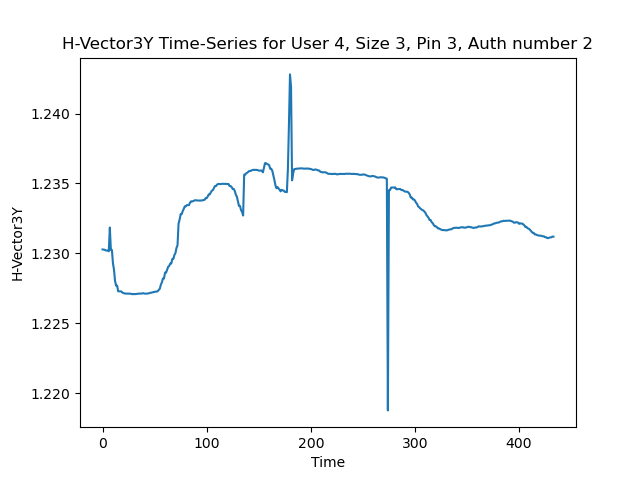 H-Vector3Y Time-Series for User 4, Size 3, Pin 3, Auth number 2
1.240
1.235
1.230
1.225
1.220
H-Vector3Y
0 100 200 300 400
Time